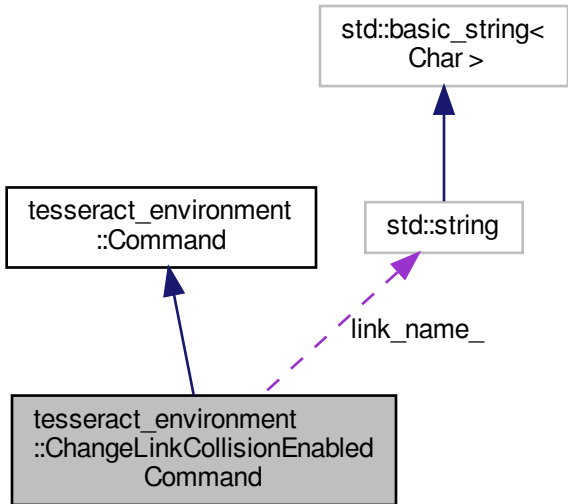 std::basic_string<
Char >
tesseract_environment
::Command
std::string
link_name_
tesseract_environment
::ChangeLinkCollisionEnabled
Command